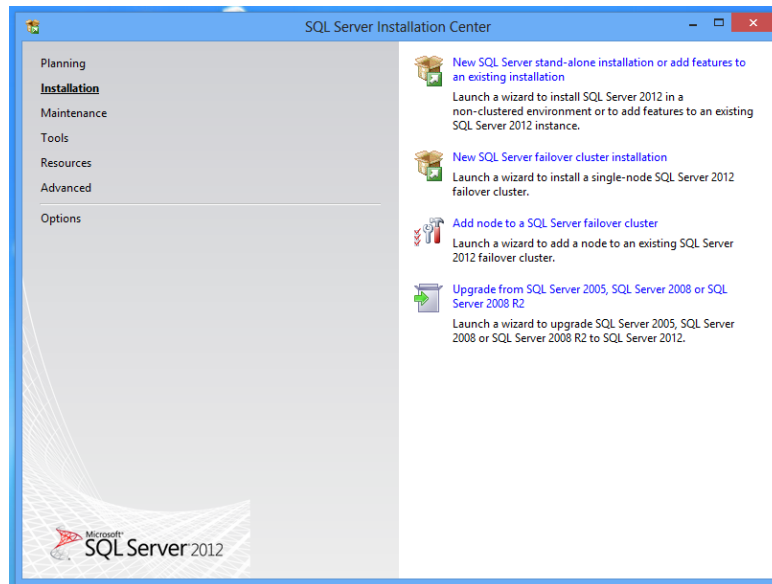 SQL Server Installation Center
Planning
Installation
Maintenance
Tools
Resources
Advanced
Options
New SQL Server stand-alone installation or add features to
an existing installation
Launch a wizard to install SQL Server 2012 in a
non-clustered environment or to add features to an existing
SQL Server 2012 instance.
New SQL Server failover cluster installation
Launch a wizard to install a single-node SQL Server 2012
failover cluster.
Add node to a SQL Server failover cluster
Launch a wizard to add a node to an existing SQL Server
2012 failover cluster.
Upgrade from SQL Server 2005, SQL Server 2008 or SQL
Server 2008 R2
Launch a wizard to upgrade SQL Server 2005, SQL Server
2008 or SQL Server 2008 R2 to SQL Server 2012.
Microsoft
SQL Server 2012